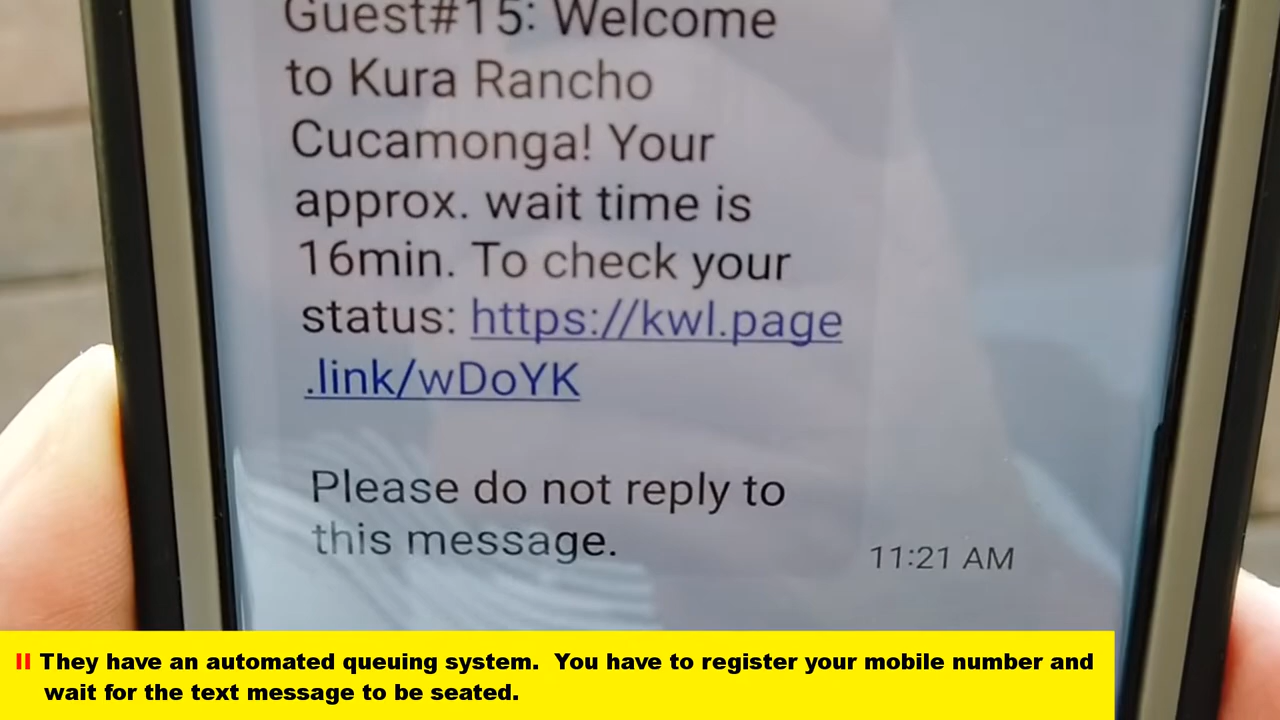 Guest#15: Welcome
to Kura Rancho
Cucamonga! Your
approx. wait time is
16min. To check your
status: https://kwl.page
.link/wDoYK
Please do not reply to
this message.
11:21 AM
II They have an automated queuing system.  You have to register your mobile number and
wait for the text message to be seated.